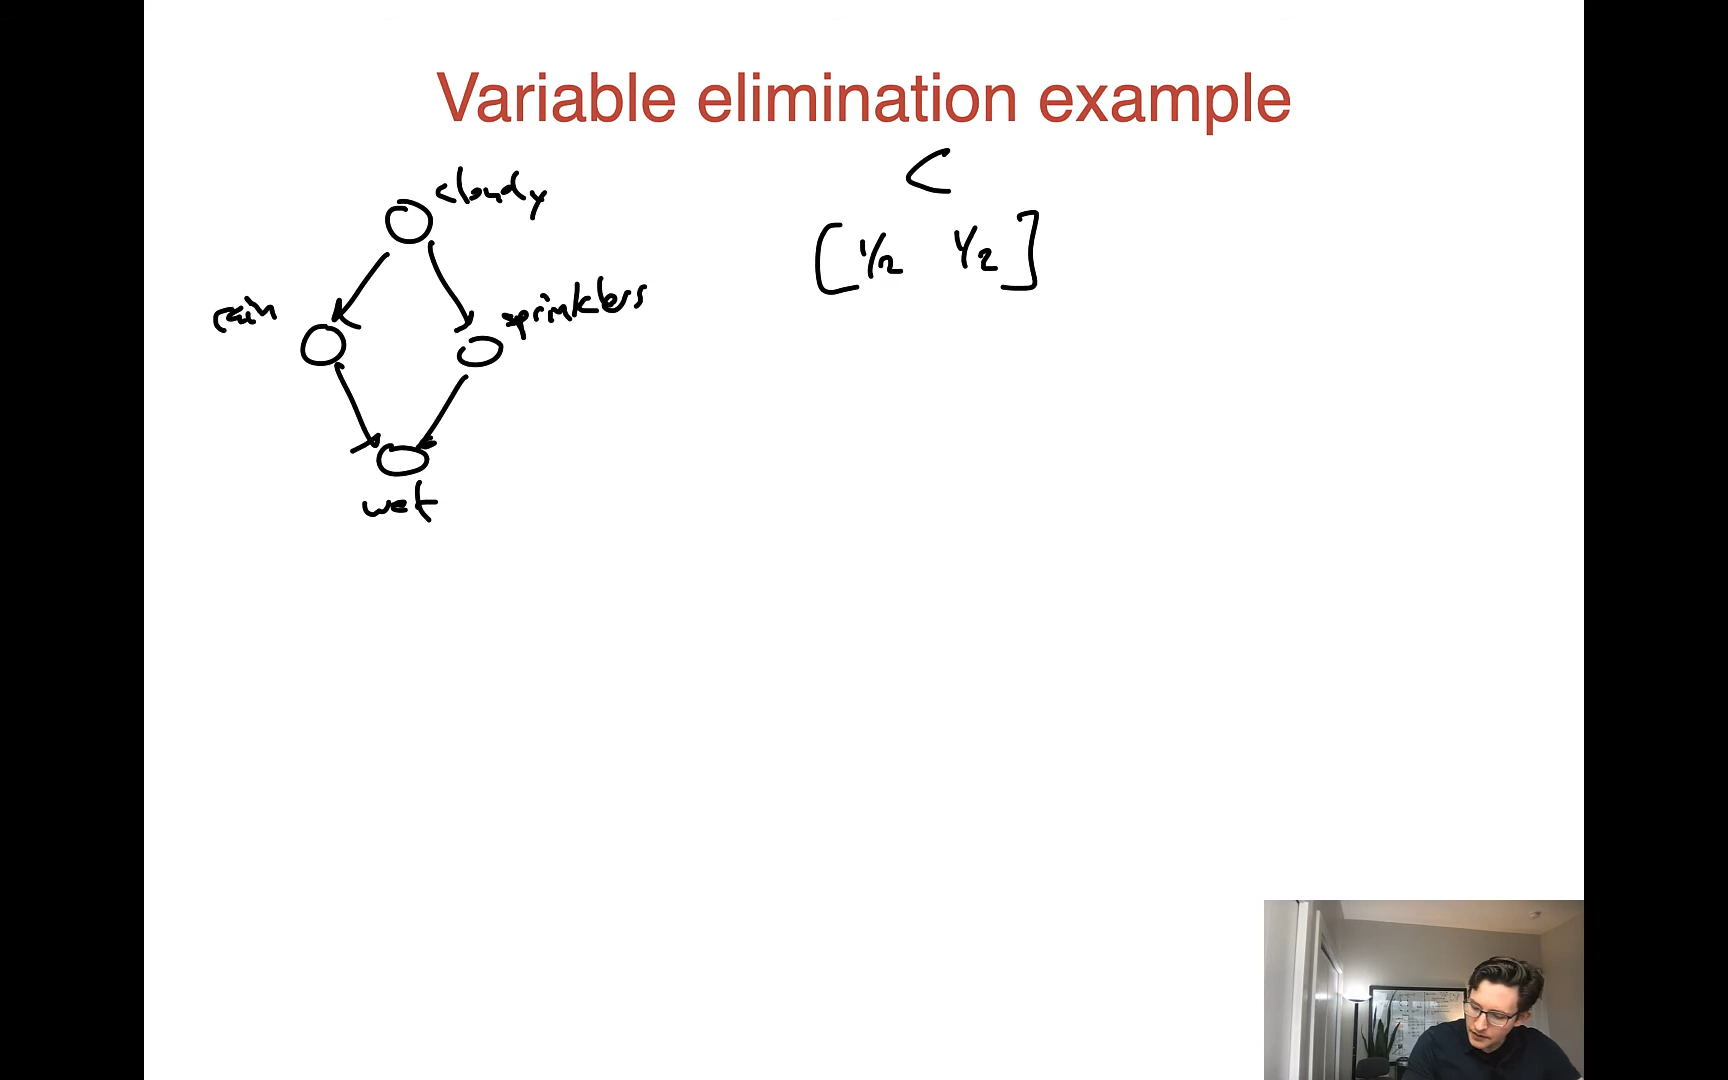 Variable elimination example
C
cloudy
[ 1/2 1/2 ]
rain
sprinklers
wet